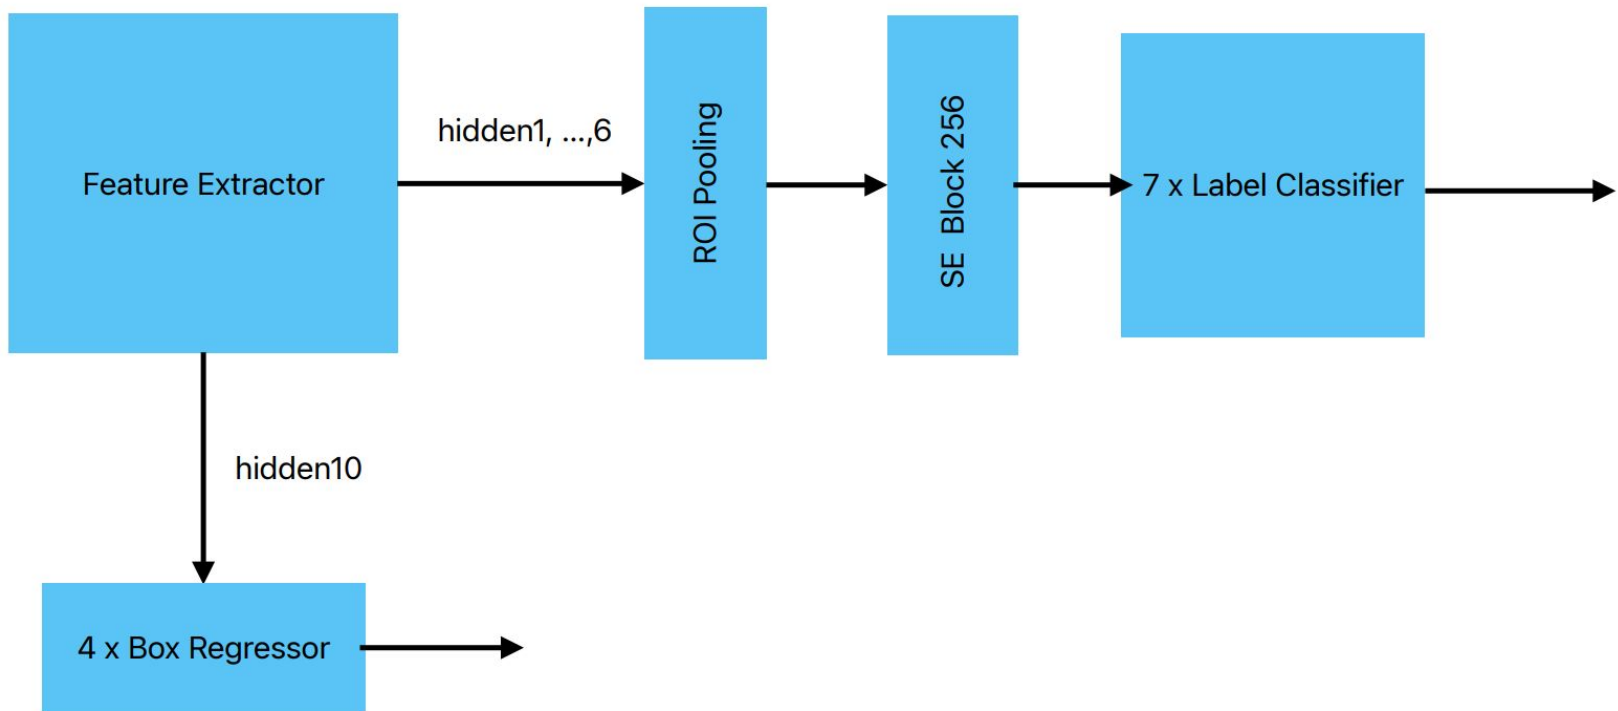 Feature Extractor
hidden1, ...,6
ROI Pooling
SE Block 256
7 x Label Classifier
hidden10
4 x Box Regressor